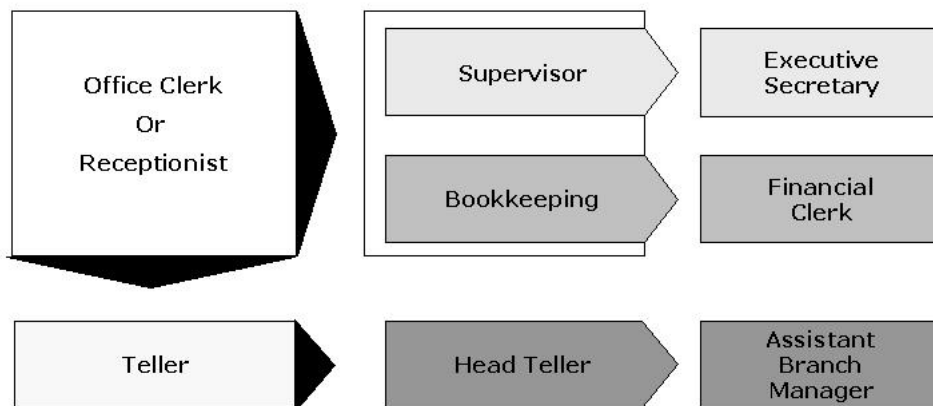 Office Clerk
Or
Receptionist
Supervisor
Executive
Secretary
Bookkeeping
Financial
Clerk
Teller
Head Teller
Assistant
Branch
Manager